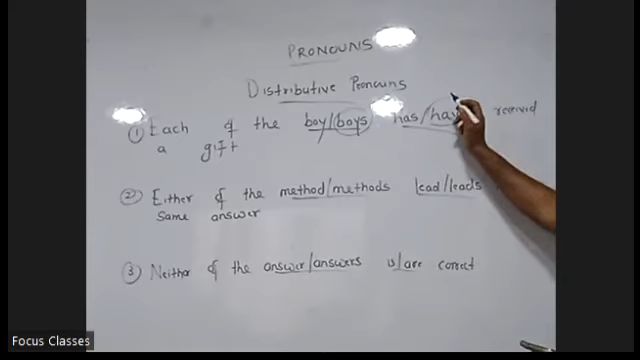 PRONOUNS
Distributive Pronouns
① Each of the boy/boys has/hav received
a gift
② Either of the method/methods lead/leads
Same answer
③ Neither of the answer/answers is/are correct
Focus Classes